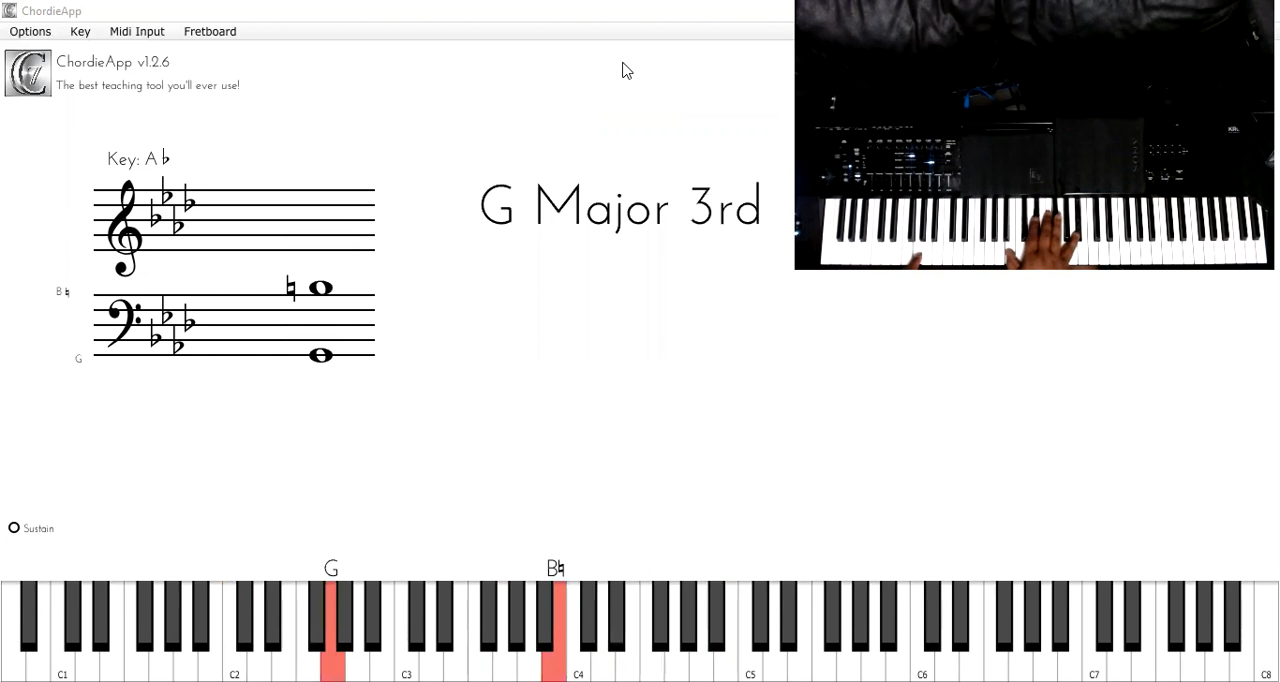 ChordieApp
Options Key Midi Input Fretboard
ChordieApp v1.2.6
The best teaching tool you'll ever use!
Key: A♭
G Major 3rd
B♮
G
Sustain
G B♮
C1 C2 C3 C4 C5 C6 C7 C8